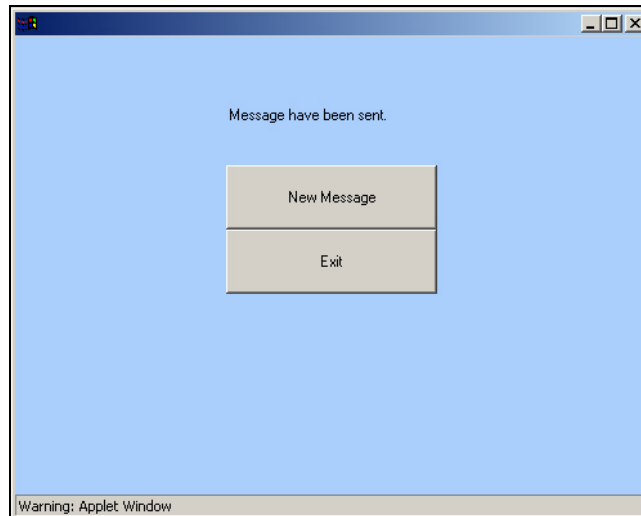 Message have been sent.
New Message
Exit
Warning: Applet Window